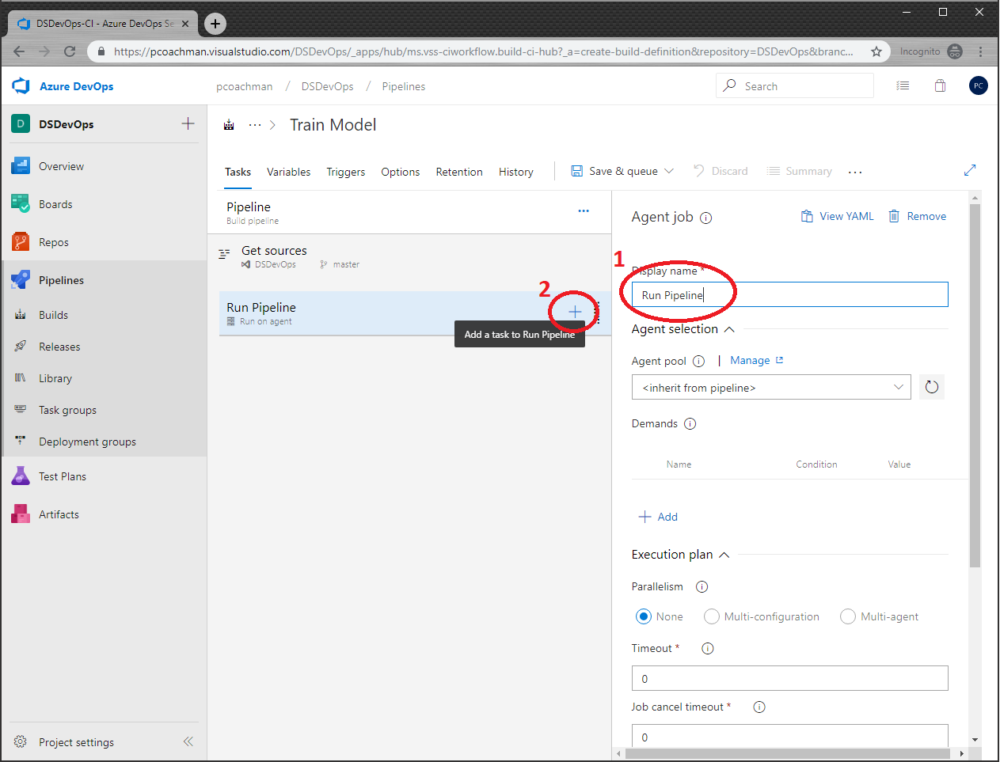 DSDevOps-CI - Azure DevOps Se
https://pcoachman.visualstudio.com/DSDevOps/_apps/hub/ms.vss-ciworkflow.build-ci-hub?_a=create-build-definition&repository=DSDevOps&branc...
Incognito
Azure DevOps
pcoachman / DSDevOps / Pipelines
Search
PC
D DSDevOps
Overview
Boards
Repos
Pipelines
Builds
Releases
Library
Task groups
Deployment groups
Test Plans
Artifacts
Project settings
... > Train Model
Tasks Variables Triggers Options Retention History
Save & queue Discard Summary ...
Pipeline
Build pipeline
Get sources
DSDevOps master
2
Run Pipeline
Run on agent
Add a task to Run Pipeline
Agent job
View YAML Remove
1
Display name *
Run Pipeline
Agent selection
Agent pool | Manage
<inherit from pipeline>
Demands
Name Condition Value
+ Add
Execution plan
Parallelism
None Multi-configuration Multi-agent
Timeout *
0
Job cancel timeout *
0